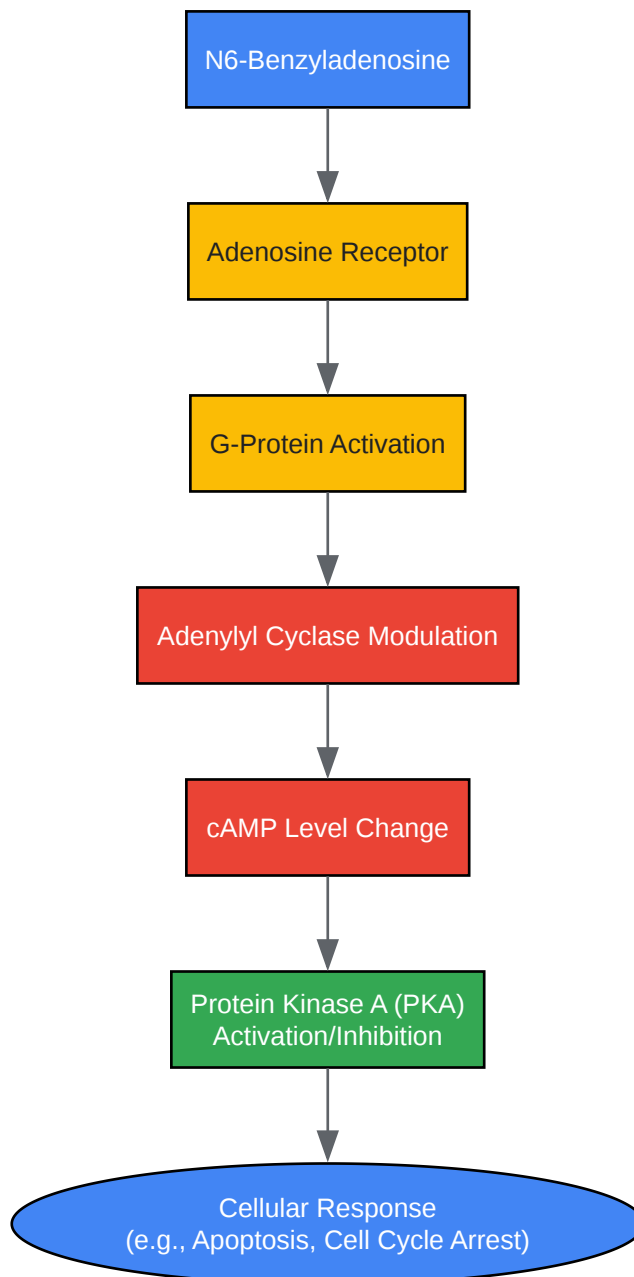 N6-Benzyladenosine
Adenosine Receptor
G-Protein Activation
Adenylyl Cyclase Modulation
cAMP Level Change
Protein Kinase A (PKA)
Activation/Inhibition
Cellular Response
(e.g., Apoptosis, Cell Cycle Arrest)